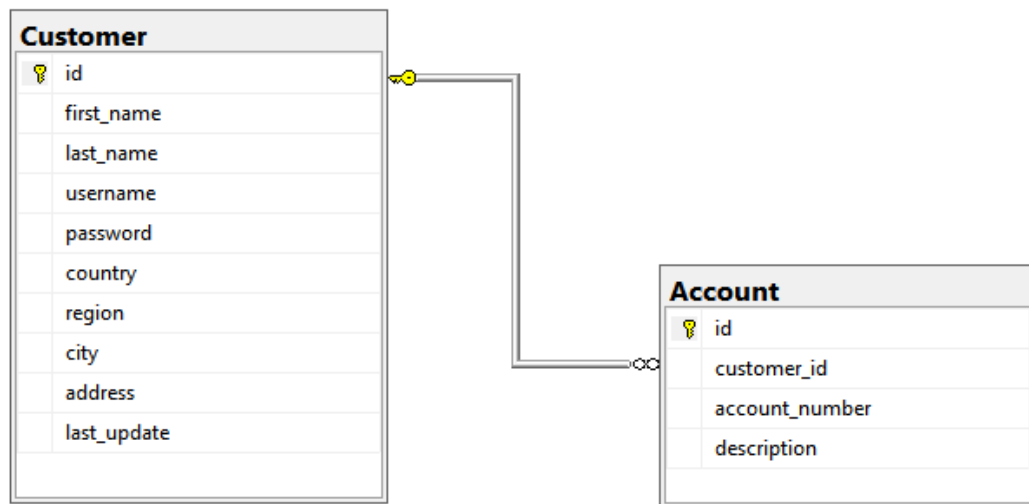 Customer
id
first_name
last_name
username
password
country
region
city
address
last_update
Account
id
customer_id
account_number
description